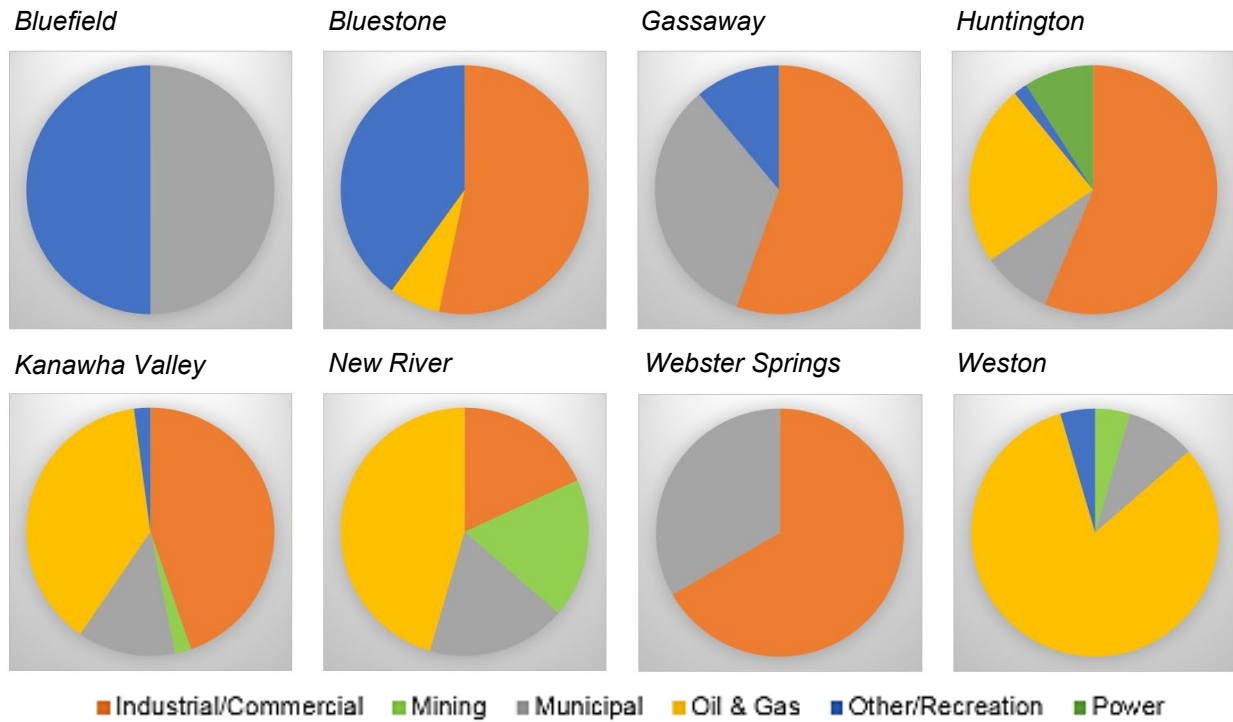 Bluefield Bluestone Gassaway Huntington
Kanawha Valley New River Webster Springs Weston
Industrial/Commercial Mining Municipal Oil & Gas Other/Recreation Power